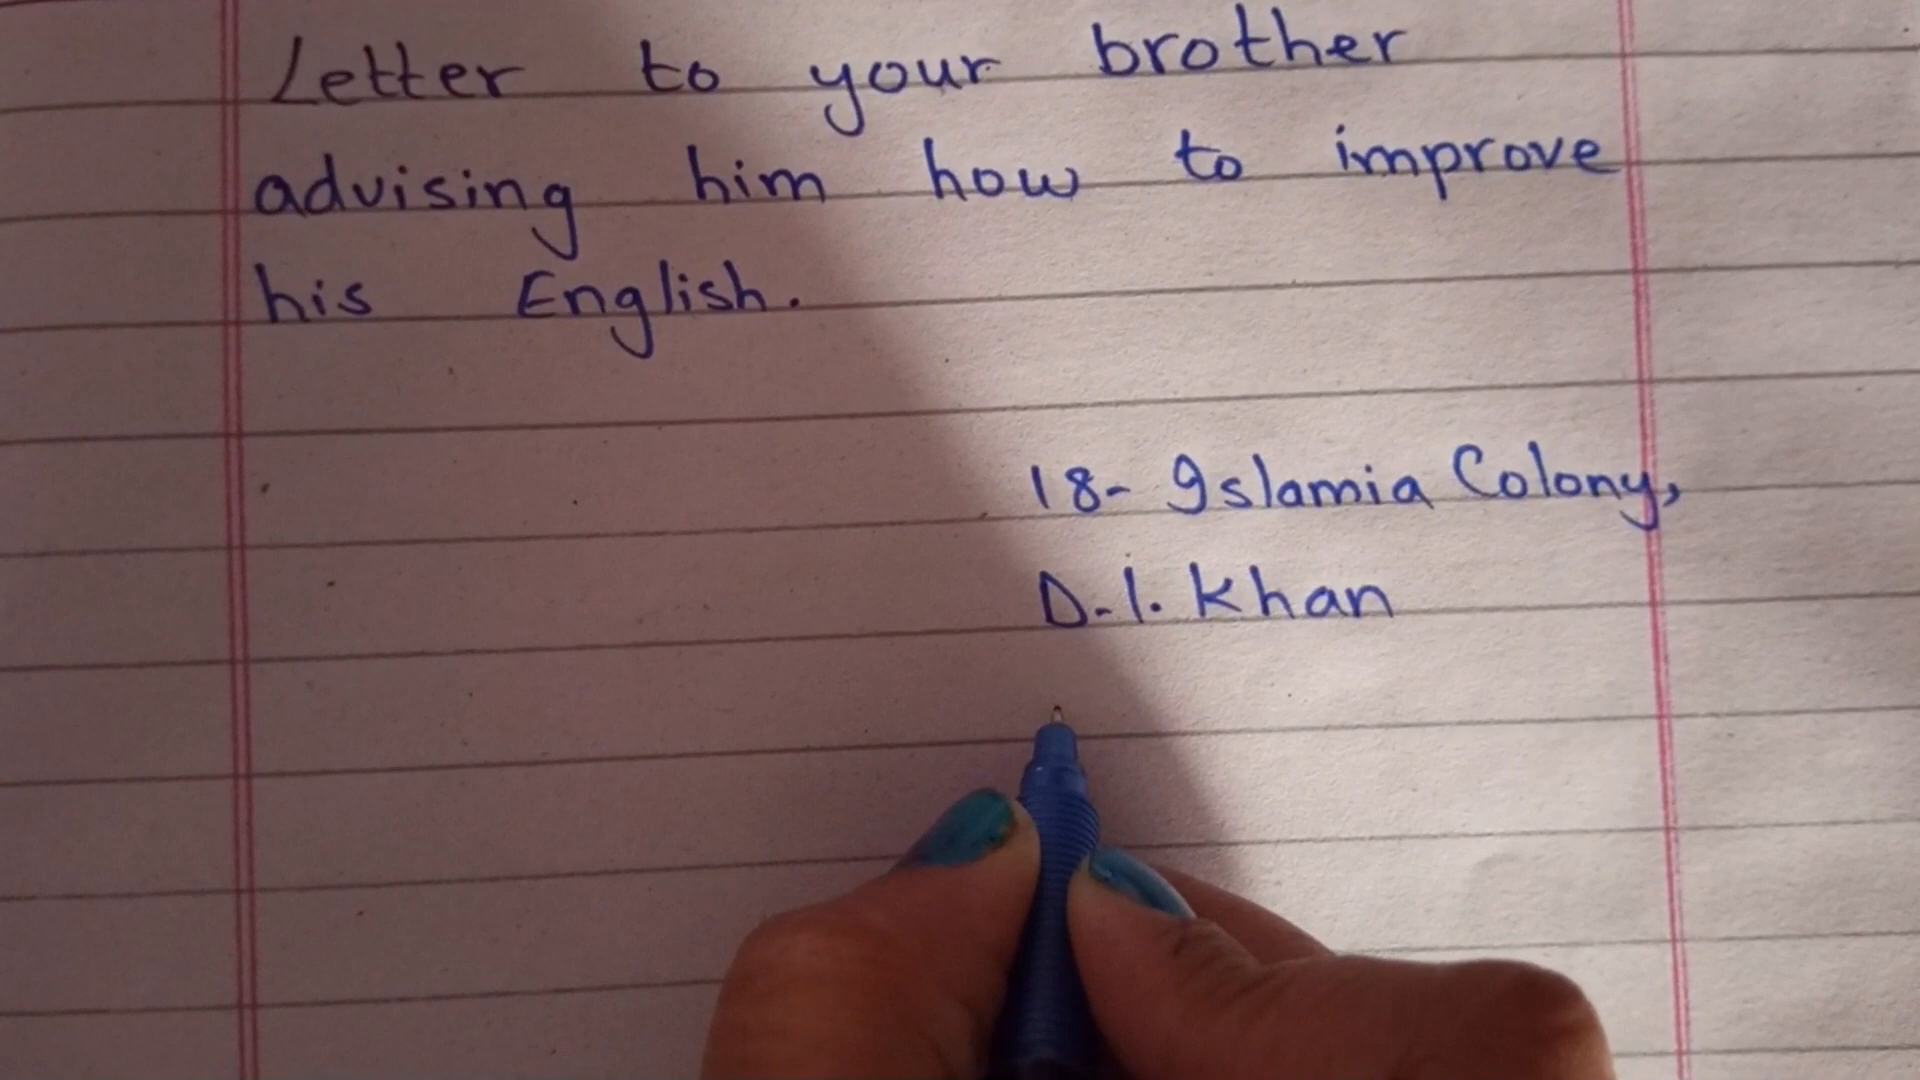 Letter to your brother
advising him how to improve
his English.
18- Islamia Colony,
D.I. Khan